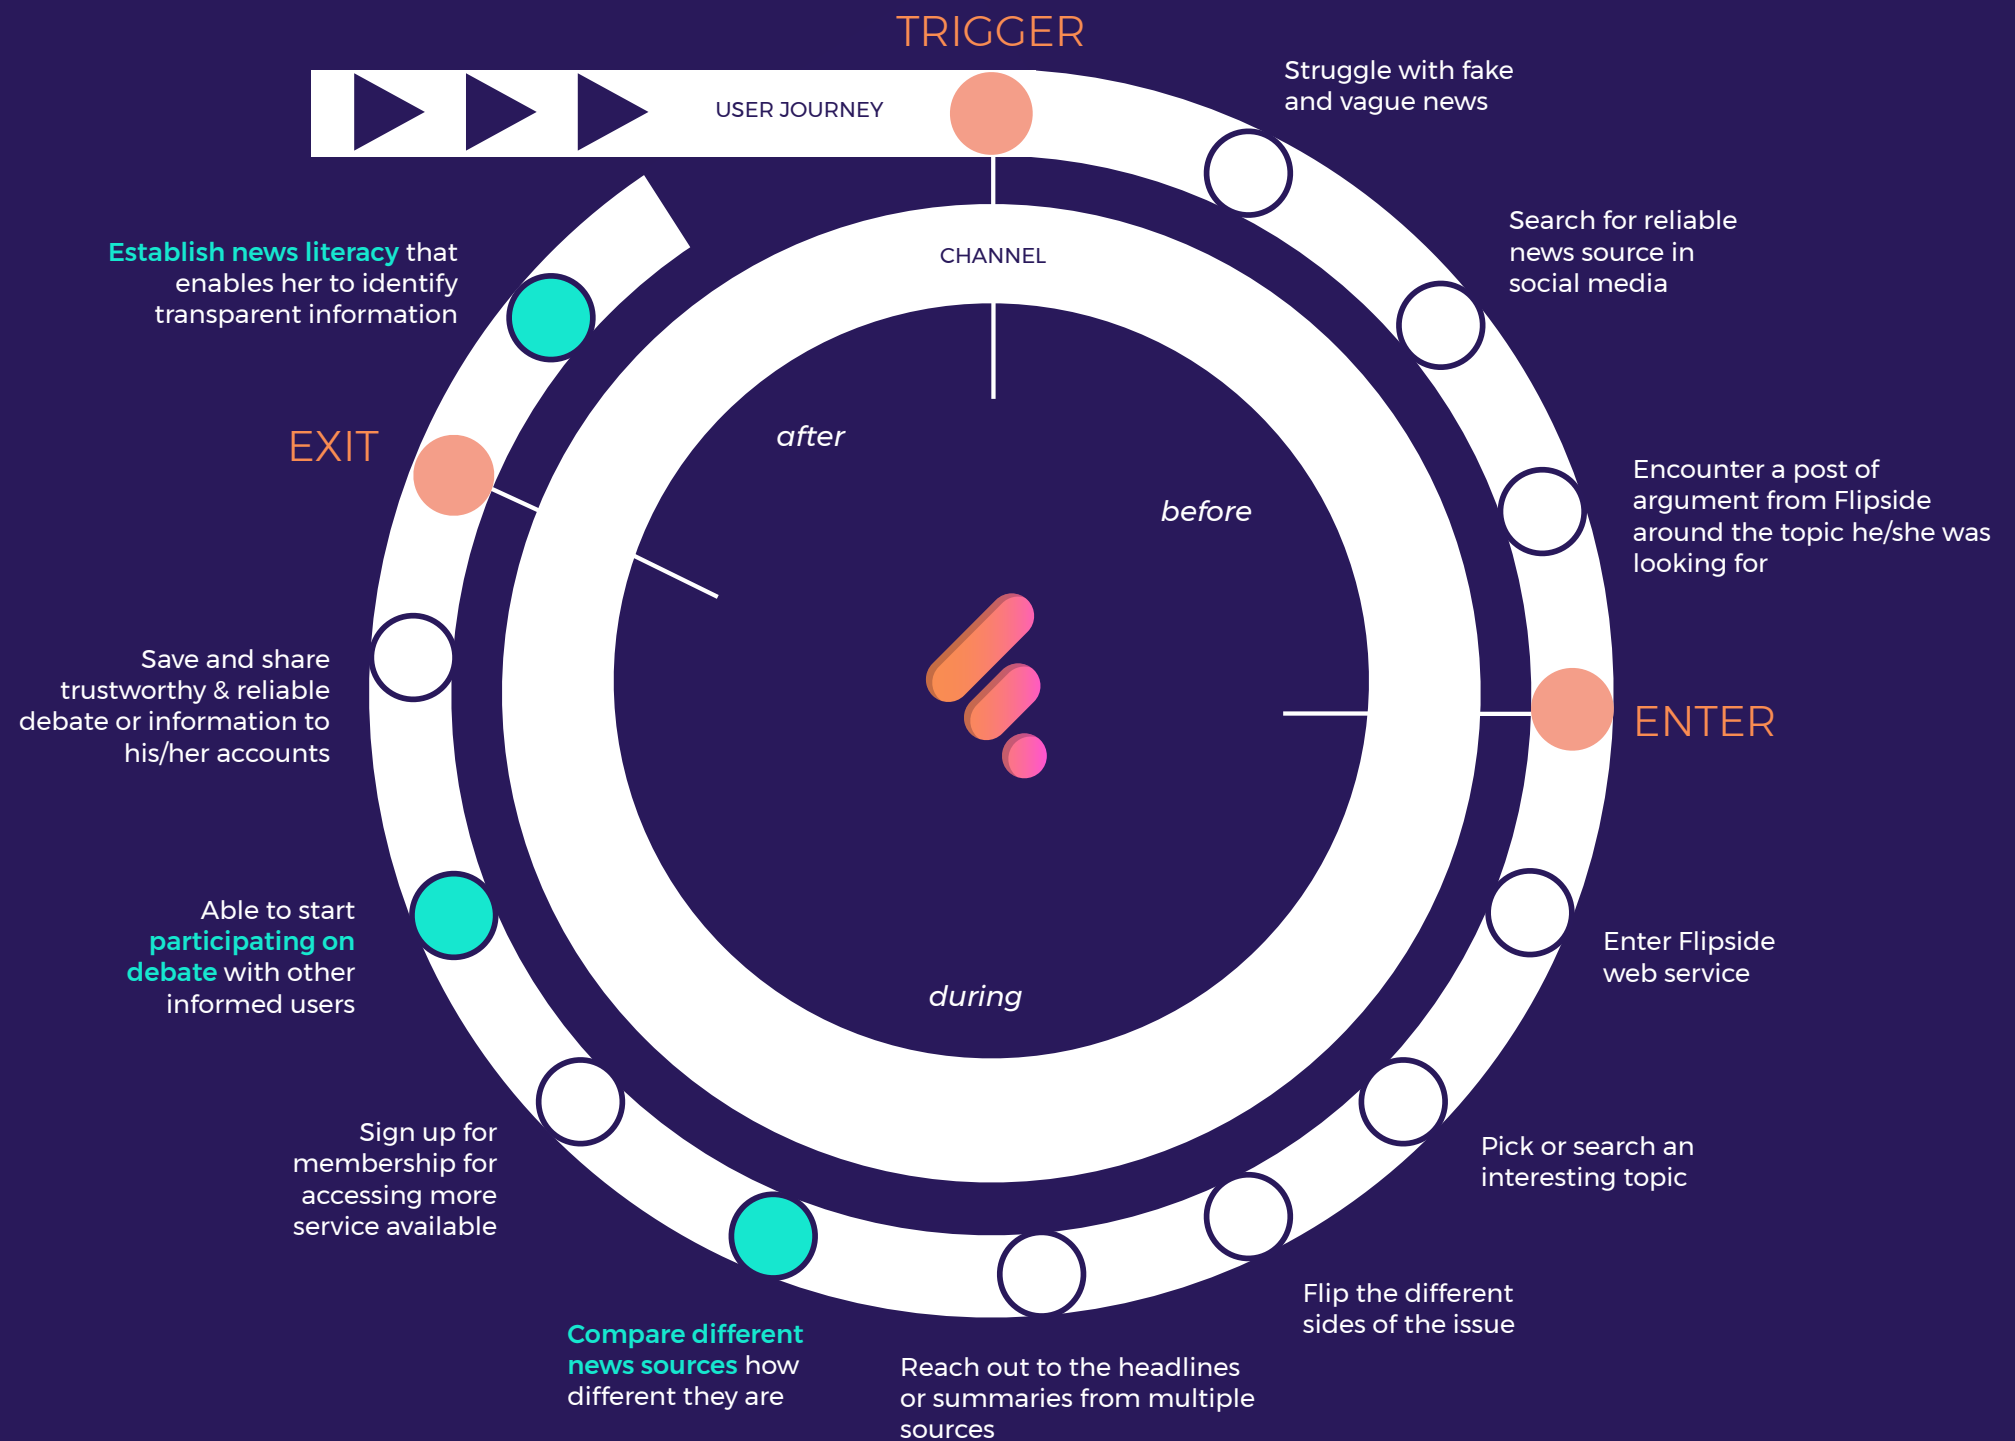 TRIGGER
USER JOURNEY
Struggle with fake
and vague news
Search for reliable
news source in
social media
Encounter a post of
argument from Flipside
around the topic he/she was
looking for
ENTER
Enter Flipside
web service
Pick or search an
interesting topic
Flip the different
sides of the issue
Reach out to the headlines
or summaries from multiple
sources
Compare different
news sources how
different they are
Sign up for
membership for
accessing more
service available
Able to start
participating on
debate with other
informed users
Save and share
trustworthy & reliable
debate or information to
his/her accounts
EXIT
Establish news literacy that
enables her to identify
transparent information
CHANNEL
before
during
after